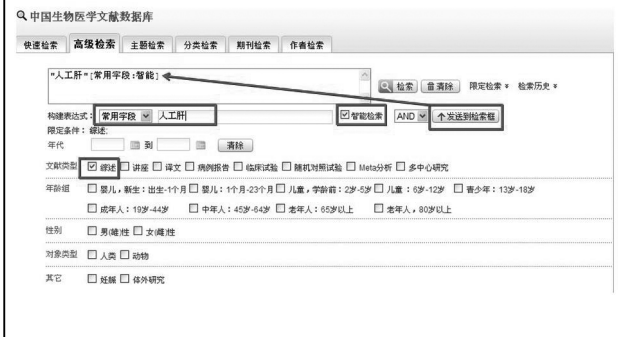 中国生物医学文献数据库
快速检索 高级检索 主题检索 分类检索 期刊检索 作者检索
"人工肝"[常用字段:智能]
检索 清除 限定检索 检索历史
构建表达式: 常用字段 人工肝 智能检索 AND 发送到检索框
限定条件: 综述;
年代 到 清除
文献类型 综述 讲座 译文 病例报告 临床试验 随机对照试验 Meta分析 多中心研究
年龄组 婴儿,新生:出生-1个月 婴儿:1个月-23个月 儿童,学龄前:2岁-5岁 儿童:6岁-12岁 青少年:13岁-18岁
成年人:19岁-44岁 中年人:45岁-64岁 老年人:65岁以上 老年人,80岁以上
性别 男(雄)性 女(雌)性
对象类型 人类 动物
其它 妊娠 体外研究